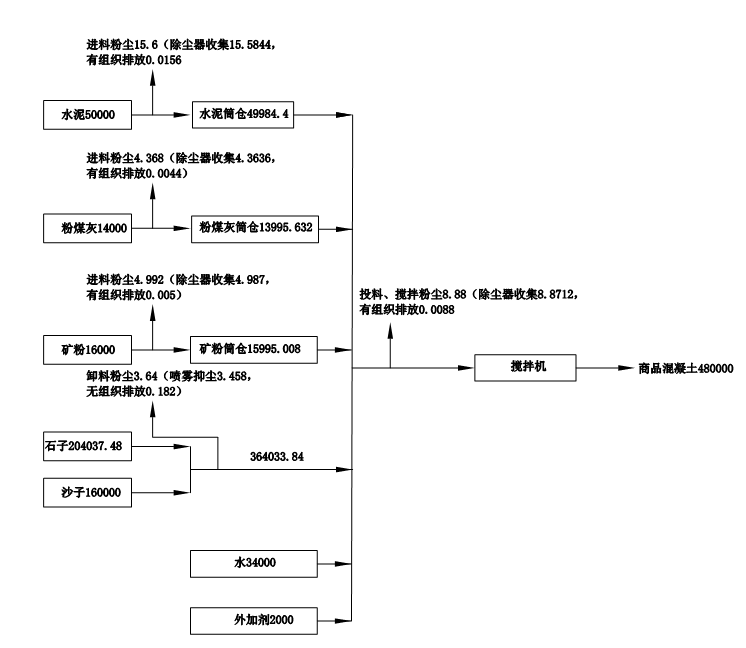 进料粉尘15.6（除尘器收集15.5844，
有组织排放0.0156
水泥50000
水泥筒仓49984.4
进料粉尘4.368（除尘器收集4.3636，
有组织排放0.0044）
粉煤灰14000
粉煤灰筒仓13995.632
进料粉尘4.992（除尘器收集4.987，
有组织排放0.005）
投料、搅拌粉尘8.88（除尘器收集8.8712，
有组织排放0.0088
矿粉16000
矿粉筒仓15995.008
搅拌机
商品混凝土480000
卸料粉尘3.64（喷雾抑尘3.458，
无组织排放0.182）
石子204037.48
364033.84
沙子160000
水34000
外加剂2000